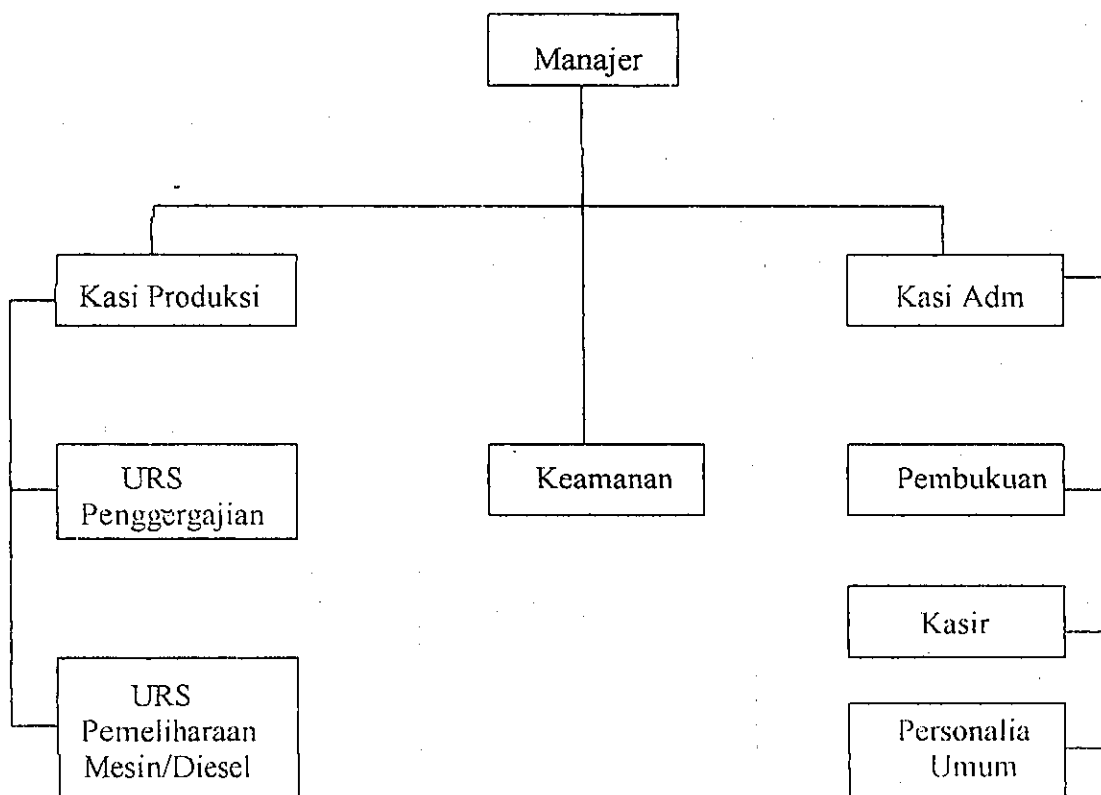 Manajer
Kasi Produksi
Kasi Adm
URS
Penggergajian
Keamanan
Pembukuan
Kasir
URS
Pemeliharaan
Mesin/Diesel
Personalia
Umum